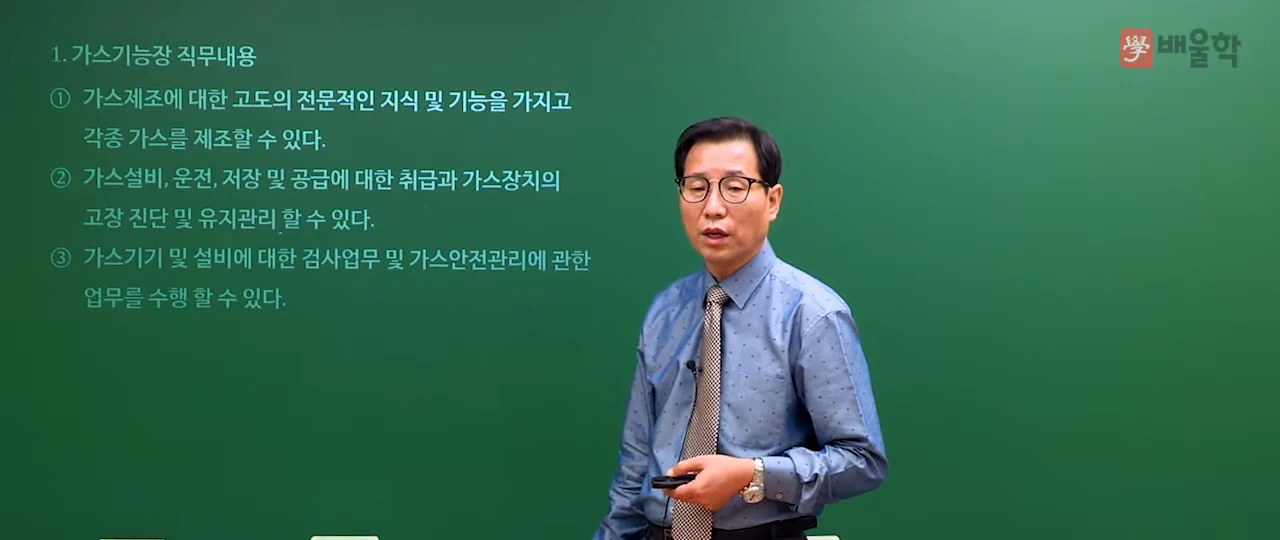 學배울학
1. 가스기능장 직무내용
① 가스제조에 대한 고도의 전문적인 지식 및 기능을 가지고
각종 가스를 제조할 수 있다.
② 가스설비, 운전, 저장 및 공급에 대한 취급과 가스장치의
고장 진단 및 유지관리 할 수 있다.
③ 가스기기 및 설비에 대한 검사업무 및 가스안전관리에 관한
업무를 수행 할 수 있다.